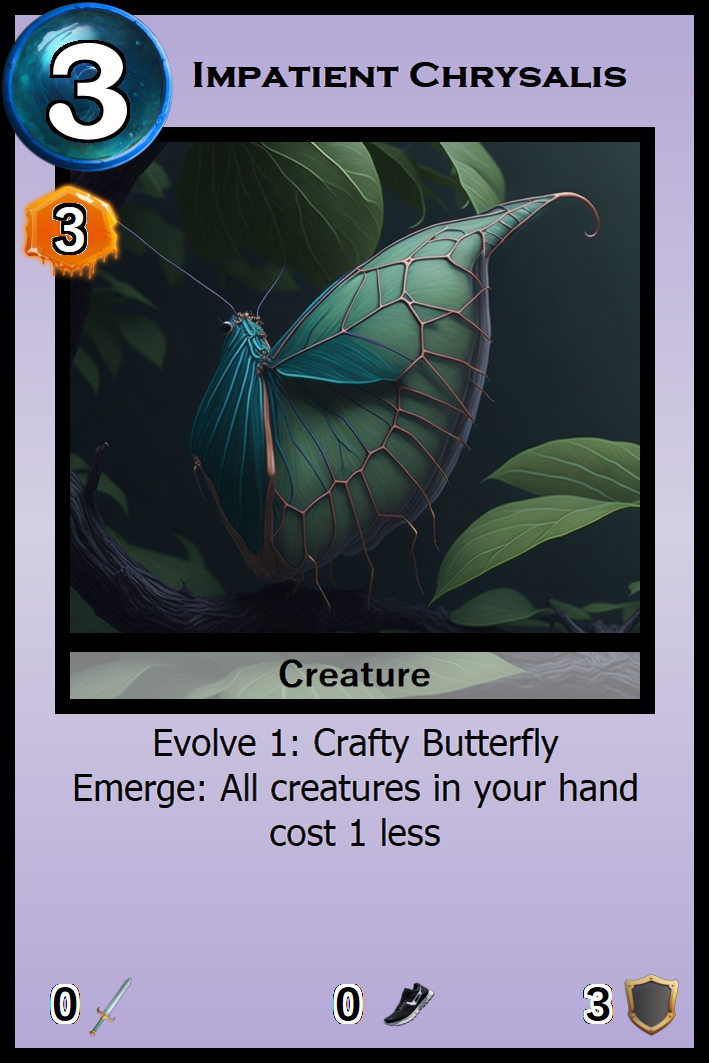 3
Impatient Chrysalis
3
Creature
Evolve 1: Crafty Butterfly
Emerge: All creatures in your hand
cost 1 less
0
0
3